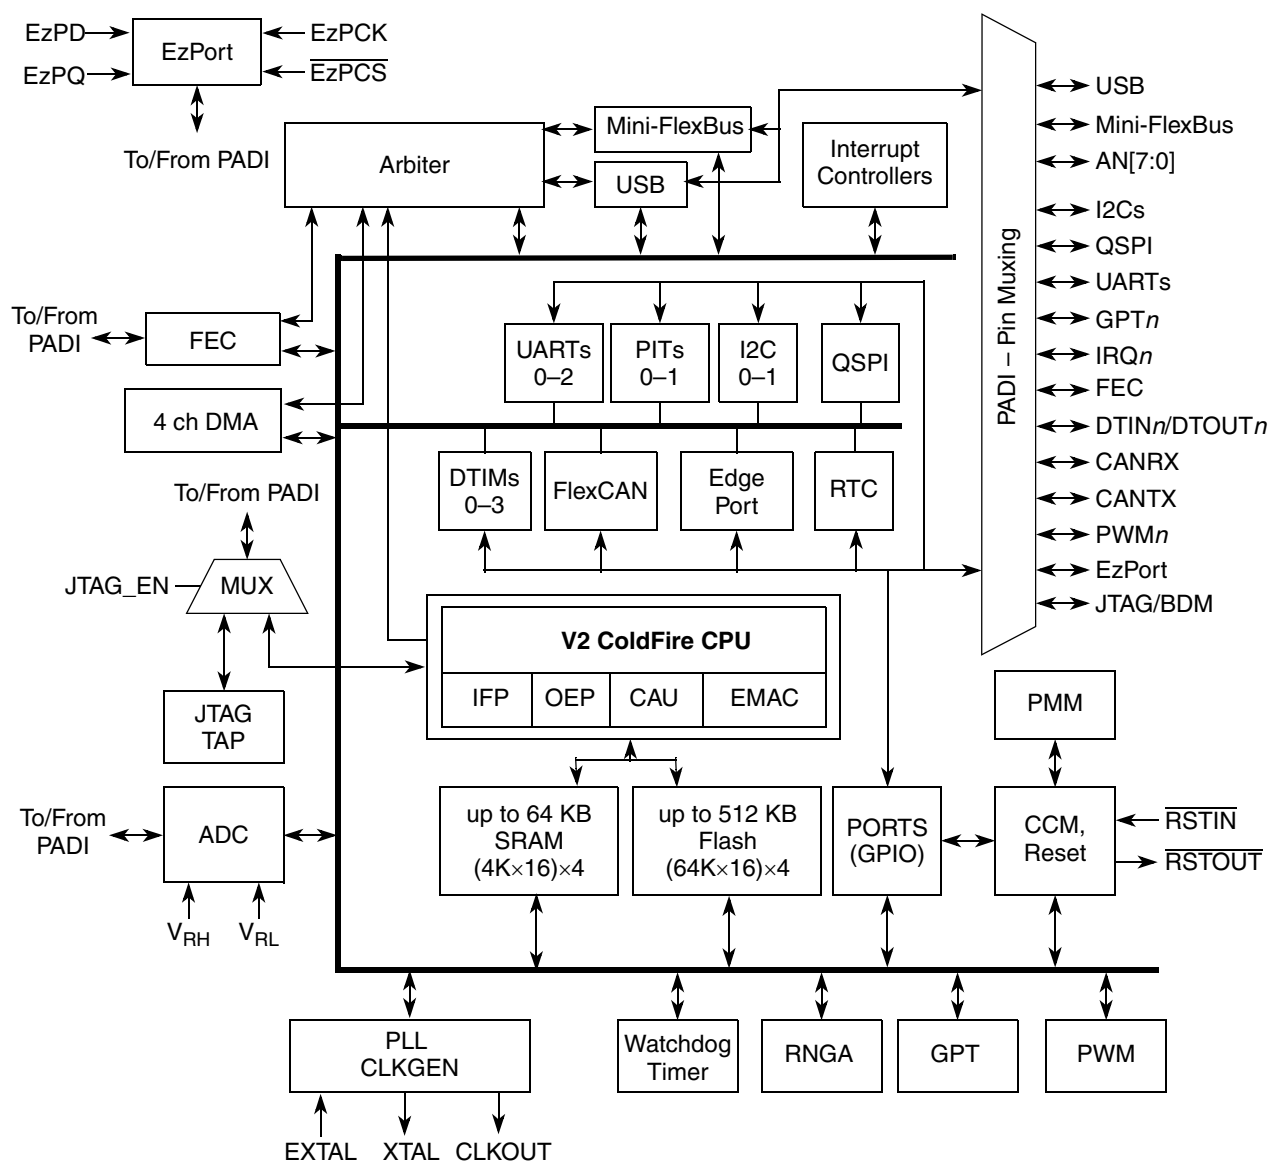 EzPD
EzPQ
EzPort
EzPCK
EzPCS
To/From PADI
Arbiter
Mini-FlexBus
USB
Interrupt
Controllers
To/From
PADI
FEC
4 ch DMA
UARTs
0–2
PITs
0–1
I2C
0–1
QSPI
DTIMs
0–3
FlexCAN
Edge
Port
RTC
To/From PADI
JTAG_EN
MUX
JTAG
TAP
V2 ColdFire CPU
IFP
OEP
CAU
EMAC
To/From
PADI
ADC
VRH
VRL
up to 64 KB
SRAM
(4K×16)×4
up to 512 KB
Flash
(64K×16)×4
PORTS
(GPIO)
PMM
CCM,
Reset
RSTIN
RSTOUT
PLL
CLKGEN
EXTAL
XTAL
CLKOUT
Watchdog
Timer
RNGA
GPT
PWM
PADI – Pin Muxing
USB
Mini-FlexBus
AN[7:0]
I2Cs
QSPI
UARTs
GPTn
IRQn
FEC
DTINn/DTOUTn
CANRX
CANTX
PWMn
EzPort
JTAG/BDM